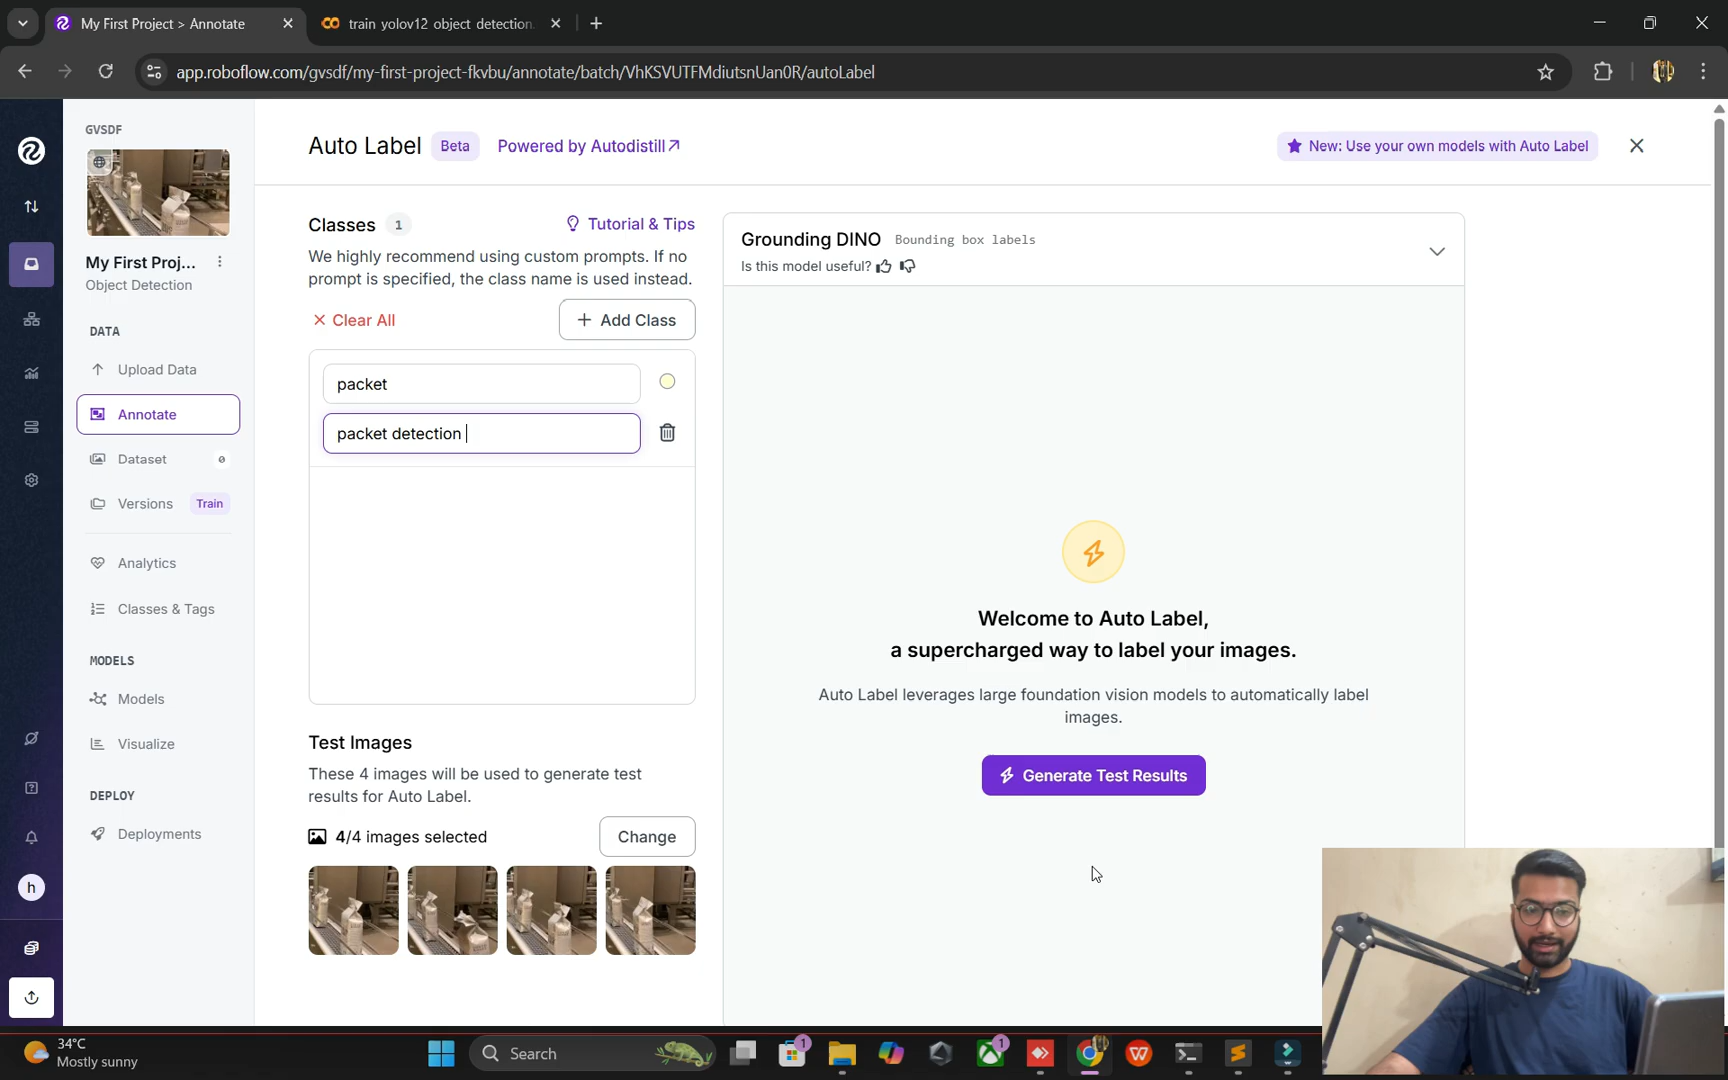 My First Project > Annotate
train yolov12 object detection.
app.roboflow.com/gvsdf/my-first-project-fkvbu/annotate/batch/VhKSVUTFMdiutsnUan0R/autoLabel
GVSDF
My First Proj...
Object Detection
DATA
Upload Data
Annotate
Dataset 0
Versions Train
Analytics
Classes & Tags
MODELS
Models
Visualize
DEPLOY
Deployments
h
Auto Label Beta Powered by Autodistill
New: Use your own models with Auto Label
Classes 1
Tutorial & Tips
We highly recommend using custom prompts. If no
prompt is specified, the class name is used instead.
Clear All
Add Class
packet
packet detection
Test Images
These 4 images will be used to generate test
results for Auto Label.
4/4 images selected
Change
Grounding DINO Bounding box labels
Is this model useful?
Welcome to Auto Label,
a supercharged way to label your images.
Auto Label leverages large foundation vision models to automatically label
images.
Generate Test Results
34°C
Mostly sunny
Search
1
1